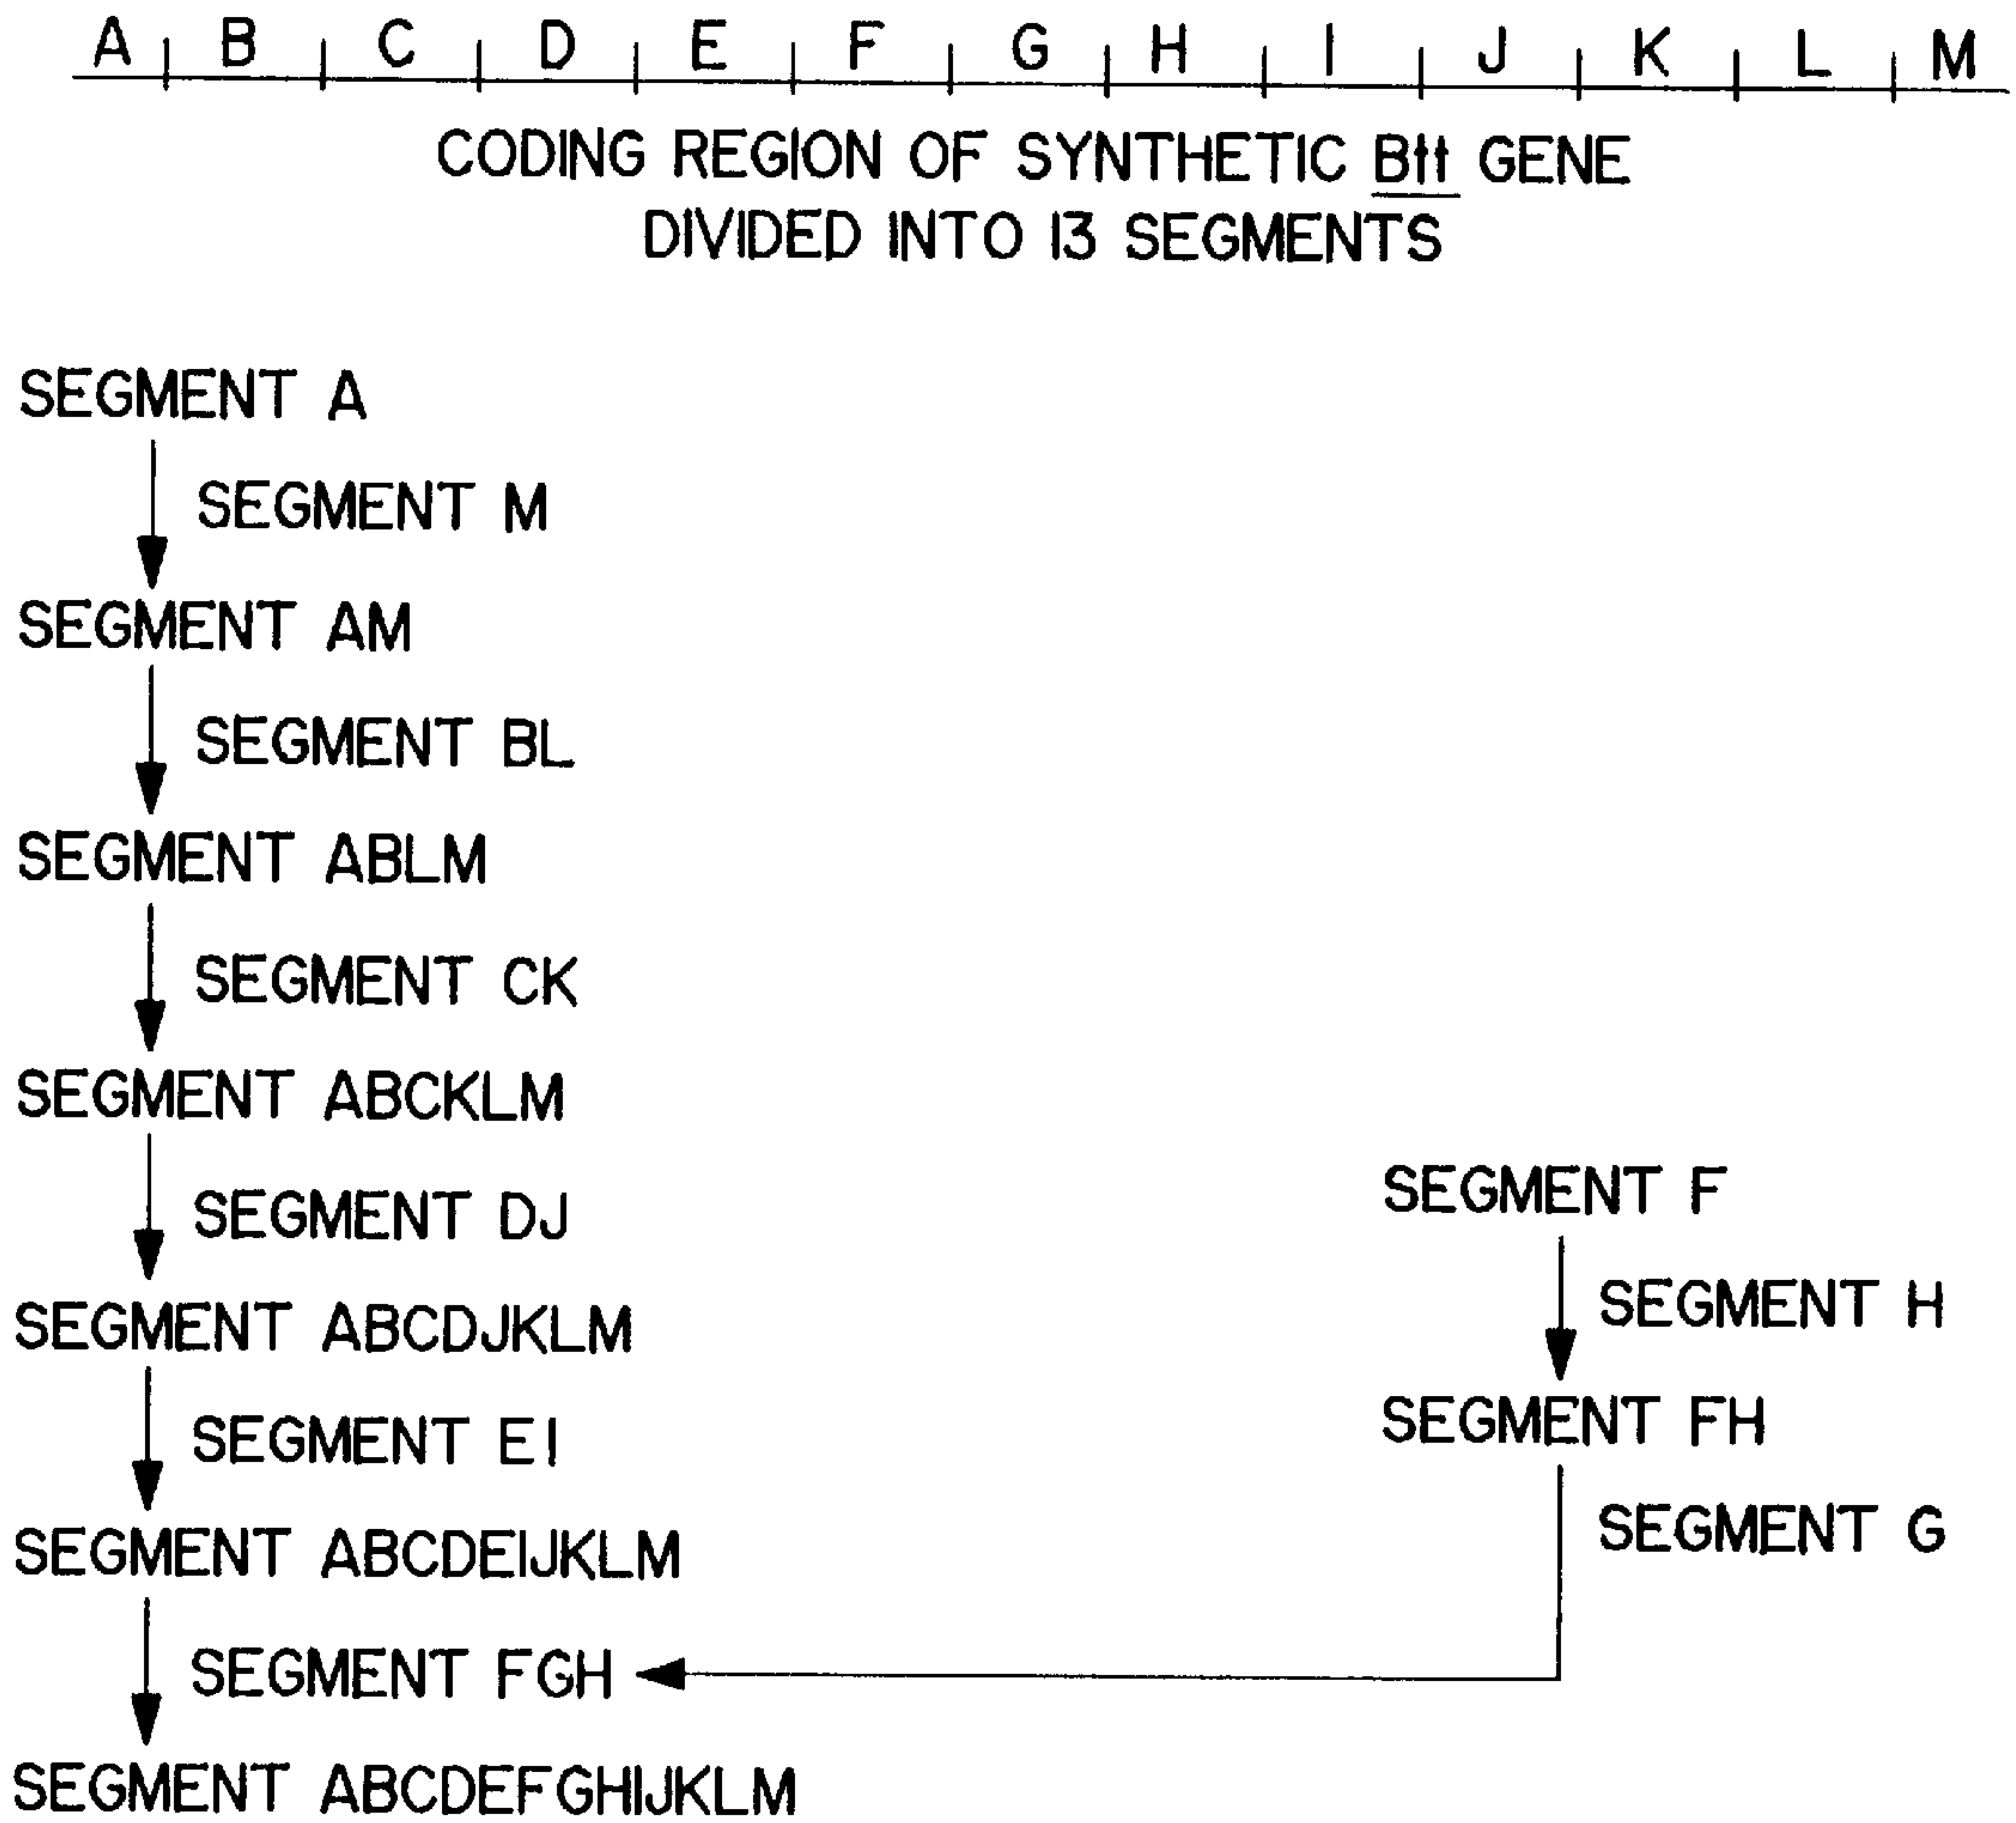 A B C D E F G H I J K L M
CODING REGION OF SYNTHETIC Btt GENE
DIVIDED INTO 13 SEGMENTS
SEGMENT A
SEGMENT M
SEGMENT AM
SEGMENT BL
SEGMENT ABLM
SEGMENT CK
SEGMENT ABCKLM
SEGMENT DJ
SEGMENT ABCDJKLM
SEGMENT EI
SEGMENT ABCDEIJKLM
SEGMENT F
SEGMENT H
SEGMENT FH
SEGMENT G
SEGMENT FGH
SEGMENT ABCDEFGHIJKLM